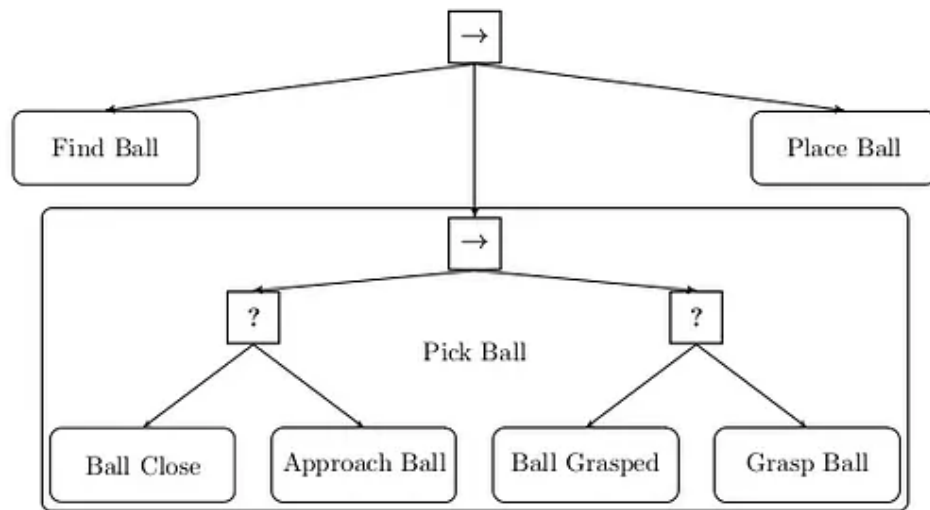 →
Find Ball
Place Ball
→
?
?
Pick Ball
Ball Close
Approach Ball
Ball Grasped
Grasp Ball